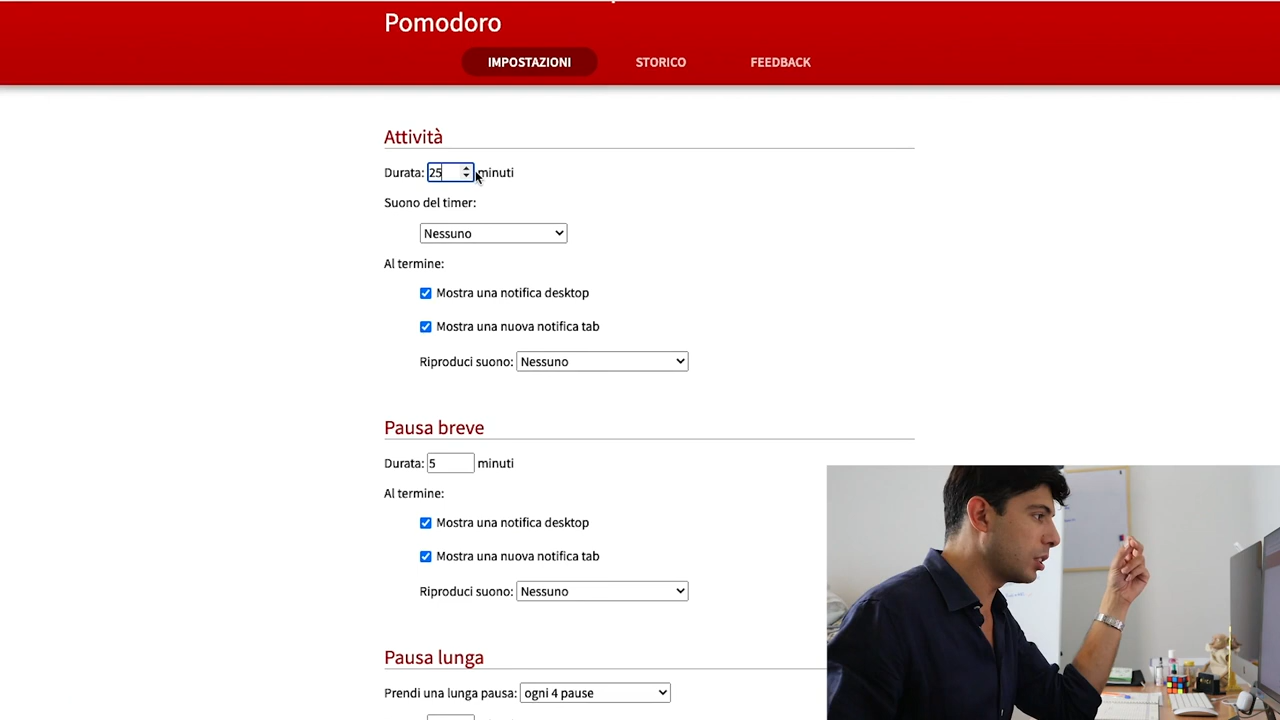 Pomodoro
IMPOSTAZIONI STORICO FEEDBACK
Attività
Durata: 25 minuti
Suono del timer:
Nessuno
Al termine:
Mostra una notifica desktop
Mostra una nuova notifica tab
Riproduci suono: Nessuno
Pausa breve
Durata: 5 minuti
Al termine:
Mostra una notifica desktop
Mostra una nuova notifica tab
Riproduci suono: Nessuno
Pausa lunga
Prendi una lunga pausa: ogni 4 pause